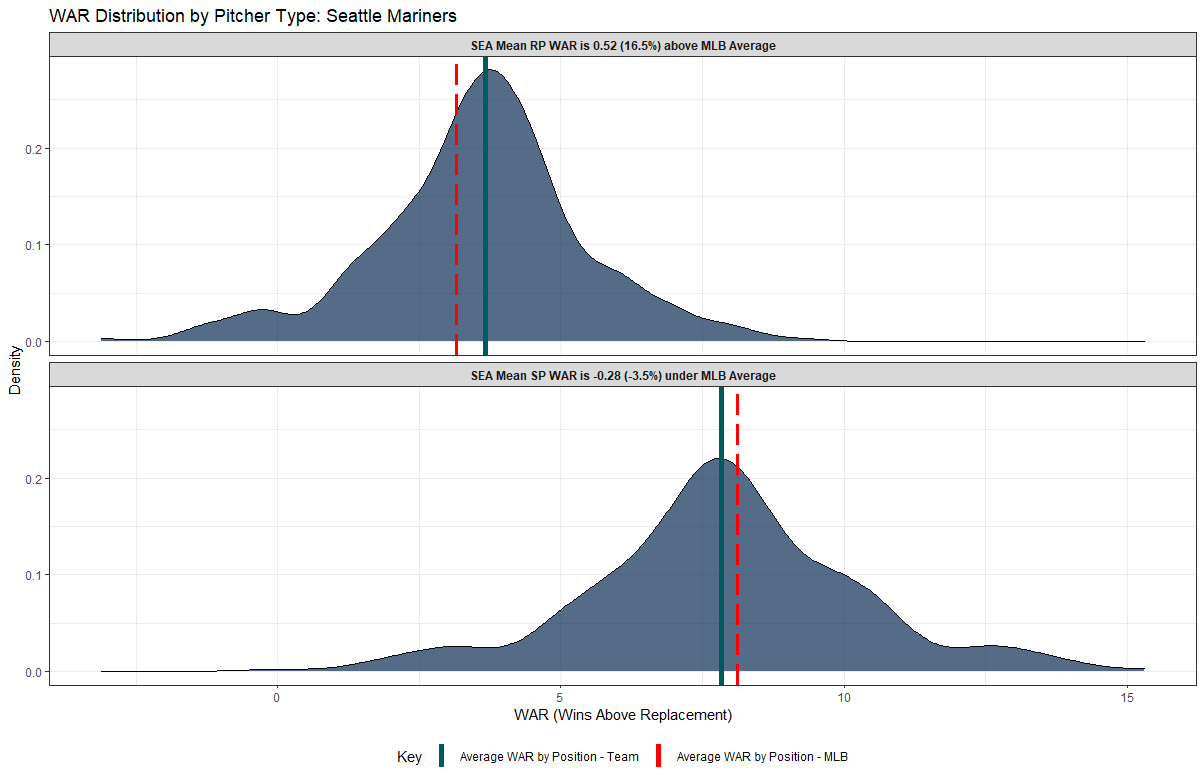 WAR Distribution by Pitcher Type: Seattle Mariners
SEA Mean RP WAR is 0.52 (16.5%) above MLB Average
0.2
0.1
0.0
SEA Mean SP WAR is -0.28 (-3.5%) under MLB Average
Density
0.2
0.1
0.0
0 5 10 15
WAR (Wins Above Replacement)
Key Average WAR by Position - Team Average WAR by Position - MLB